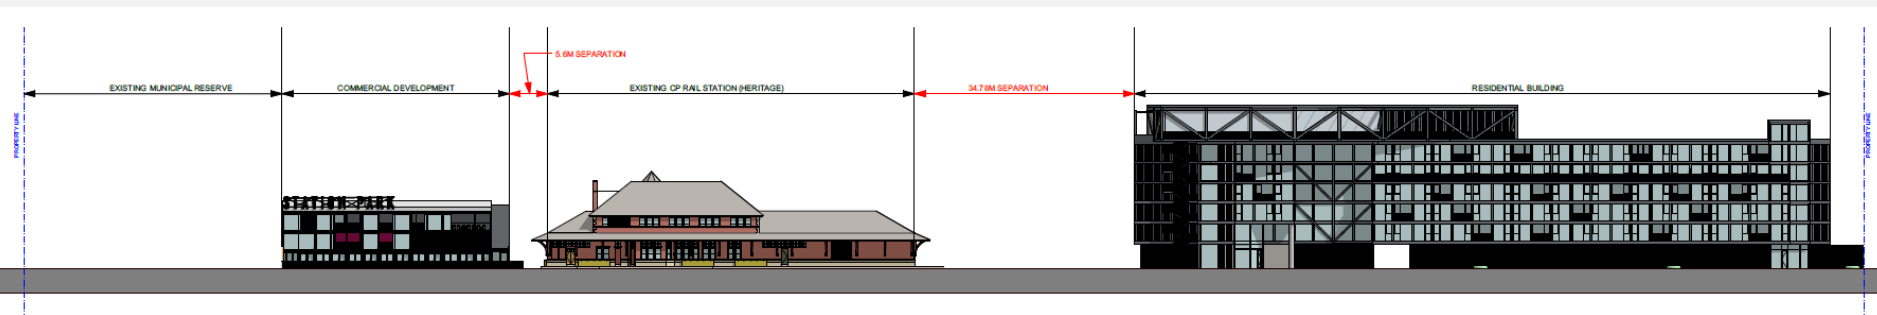 5.6M SEPARATION
EXISTING MUNICIPAL RESERVE
COMMERCIAL DEVELOPMENT
EXISTING CP RAIL STATION (HERITAGE)
34.78M SEPARATION
RESIDENTIAL BUILDING
PROPERTY LINE
PROPERTY LINE
STATION PARK